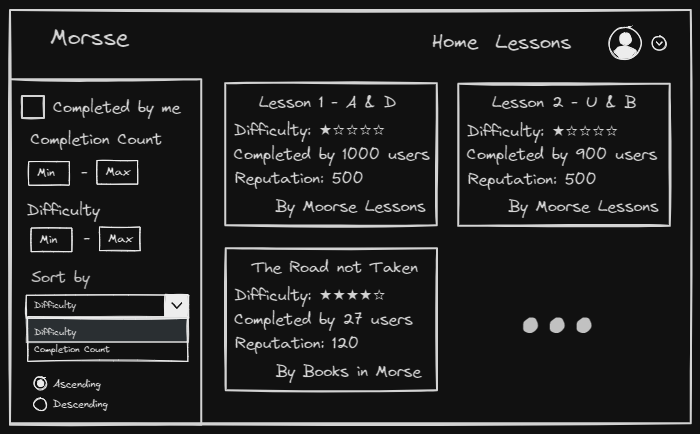 Morsse
Home Lessons
Completed by me
Completion Count
Min - Max
Difficulty
Min - Max
Sort by
Difficulty
Difficulty
Completion Count
Ascending
Descending
Lesson 1 - A & D
Difficulty: ★☆☆☆☆
Completed by 1000 users
Reputation: 500
By Moorse Lessons
Lesson 2 - U & B
Difficulty: ★☆☆☆☆
Completed by 900 users
Reputation: 500
By Moorse Lessons
The Road not Taken
Difficulty: ★★★★☆
Completed by 27 users
Reputation: 120
By Books in Morse